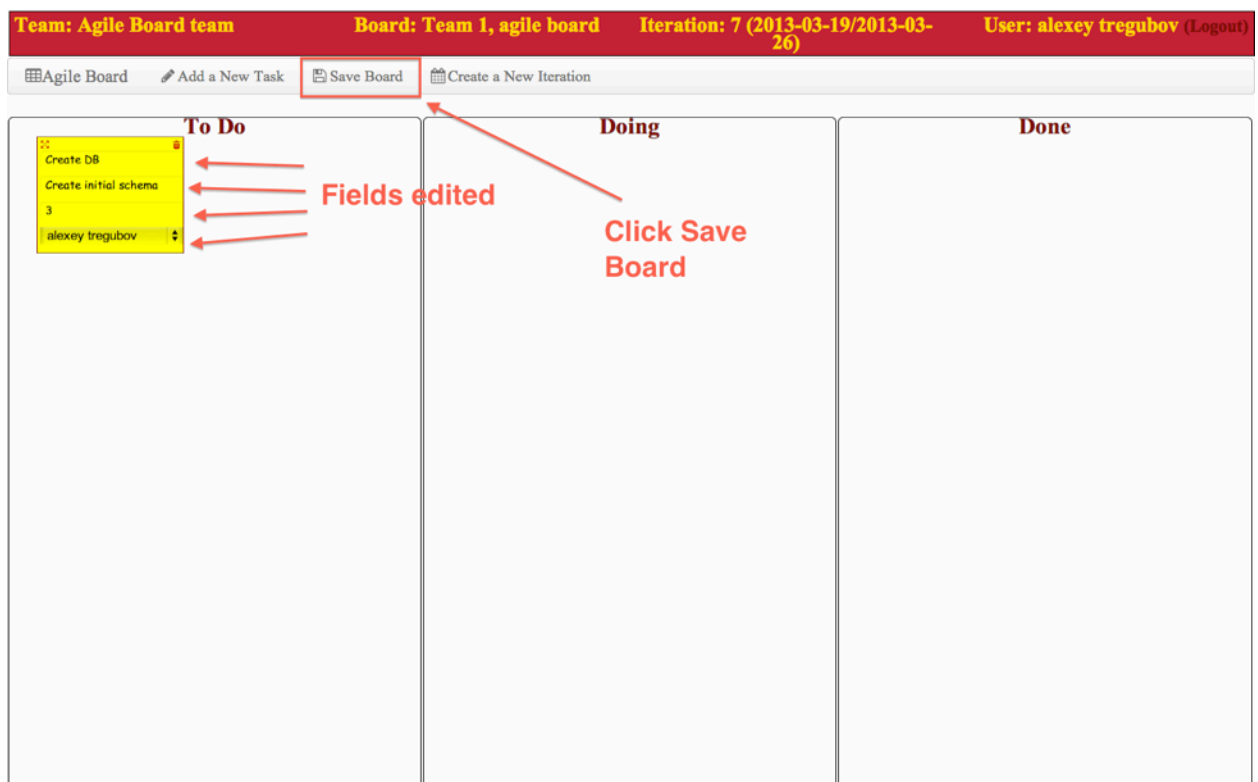 Team: Agile Board team
Board: Team 1, agile board
Iteration: 7 (2013-03-19/2013-03-
26)
User: alexey tregubov (Logout)
Agile Board
Add a New Task
Save Board
Create a New Iteration
To Do
Doing
Done
Create DB
Create initial schema
3
alexey tregubov
Fields edited
Click Save
Board